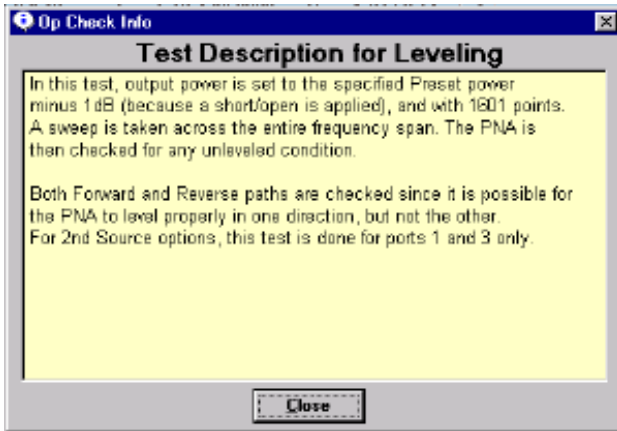 Op Check Info
Test Description for Leveling
In this test, output power is set to the specified Preset power
minus 1dB (because a short/open is applied), and with 1601 points.
A sweep is taken across the entire frequency span. The PNA is
then checked for any unleveled condition.
Both Forward and Reverse paths are checked since it is possible for
the PNA to level properly in one direction, but not the other.
For 2nd Source options, this test is done for ports 1 and 3 only.
Close